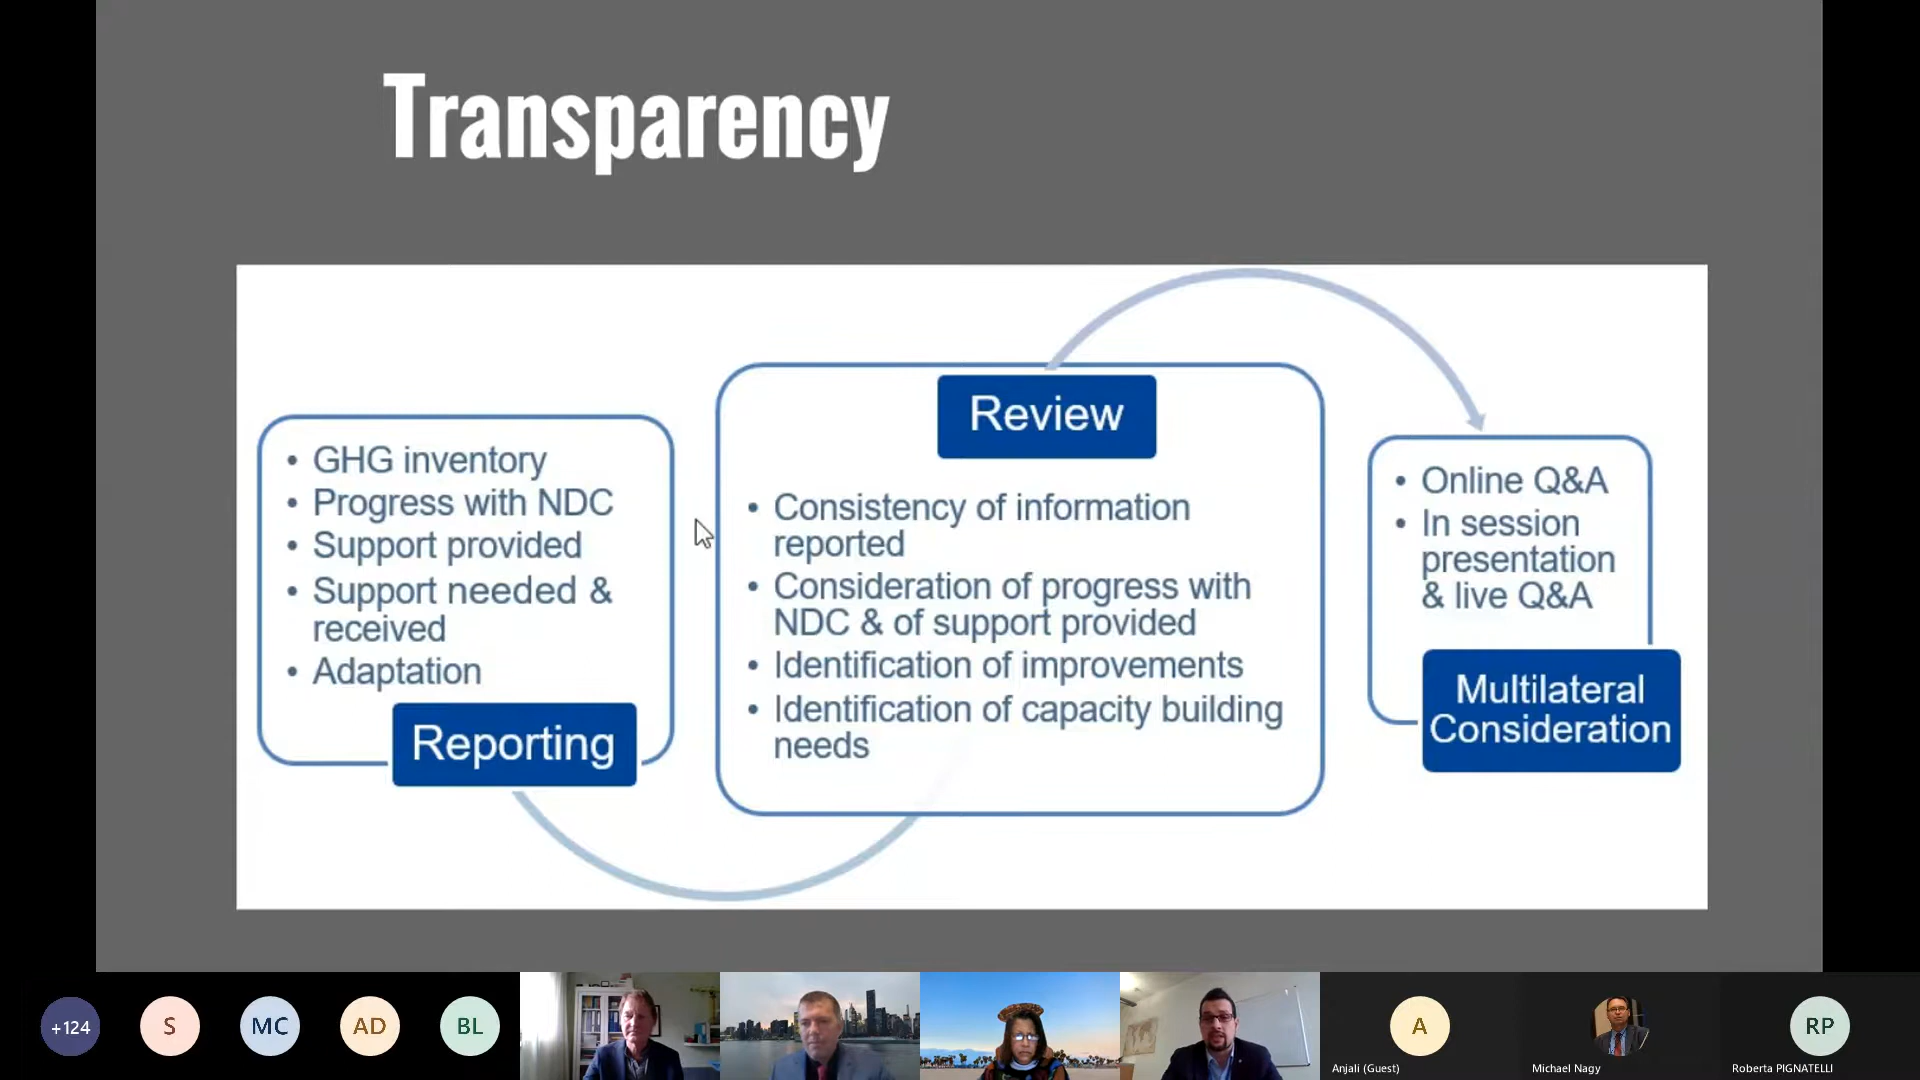 Transparency
• GHG inventory
• Progress with NDC
• Support provided
• Support needed &
received
• Adaptation
Reporting
Review
• Consistency of information
reported
• Consideration of progress with
NDC & of support provided
• Identification of improvements
• Identification of capacity building
needs
• Online Q&A
• In session
presentation
& live Q&A
Multilateral
Consideration
+124
S
MC
AD
BL
A
Anjali (Guest)
Michael Nagy
RP
Roberta PIGNATELLI